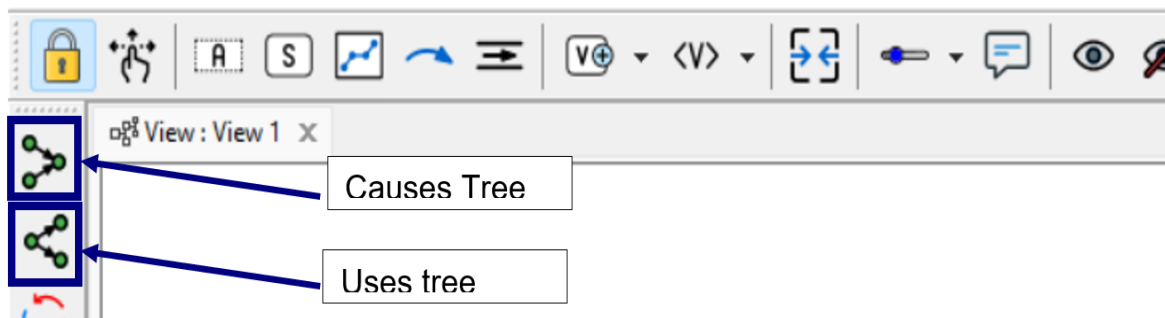 A S V <V>
View : View 1 X
Causes Tree
Uses tree